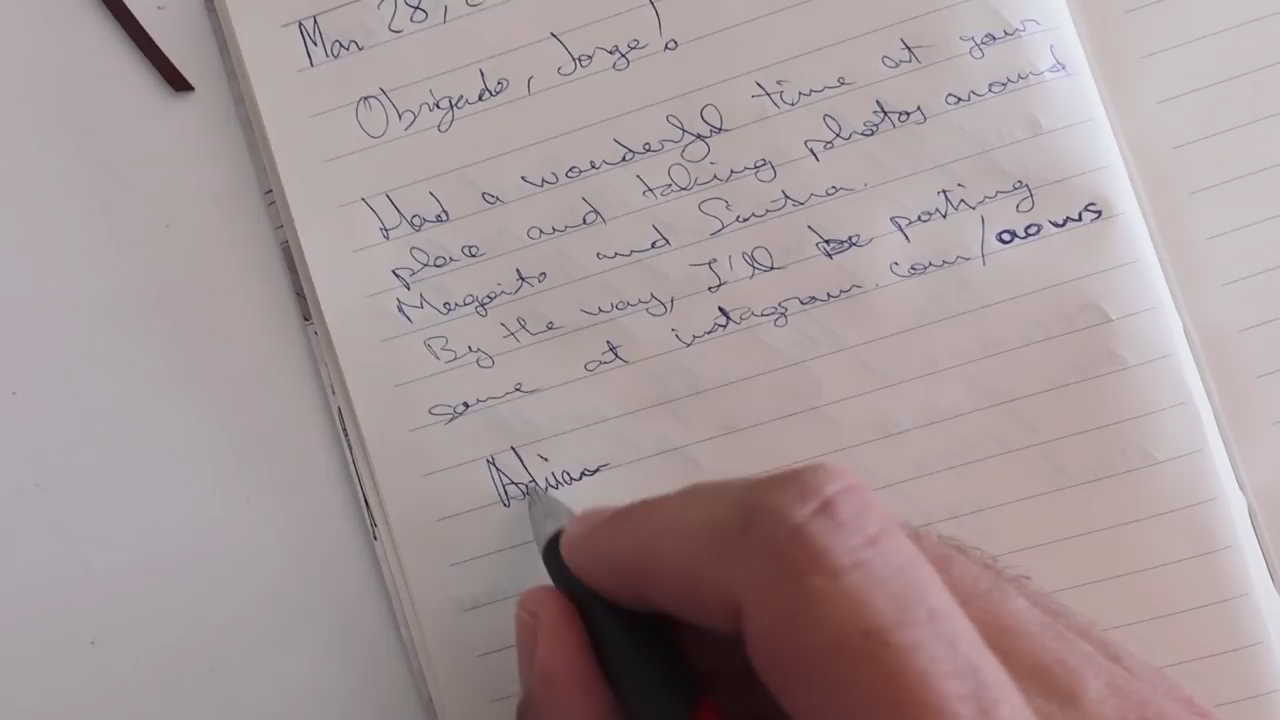 Mar 28, 2
Obrigado, Jorge!
Had a wonderful time at your
place and taking photos around
Magoito and Sintra.
By the way, I'll be posting
some at instagram.com/aows
Adrian